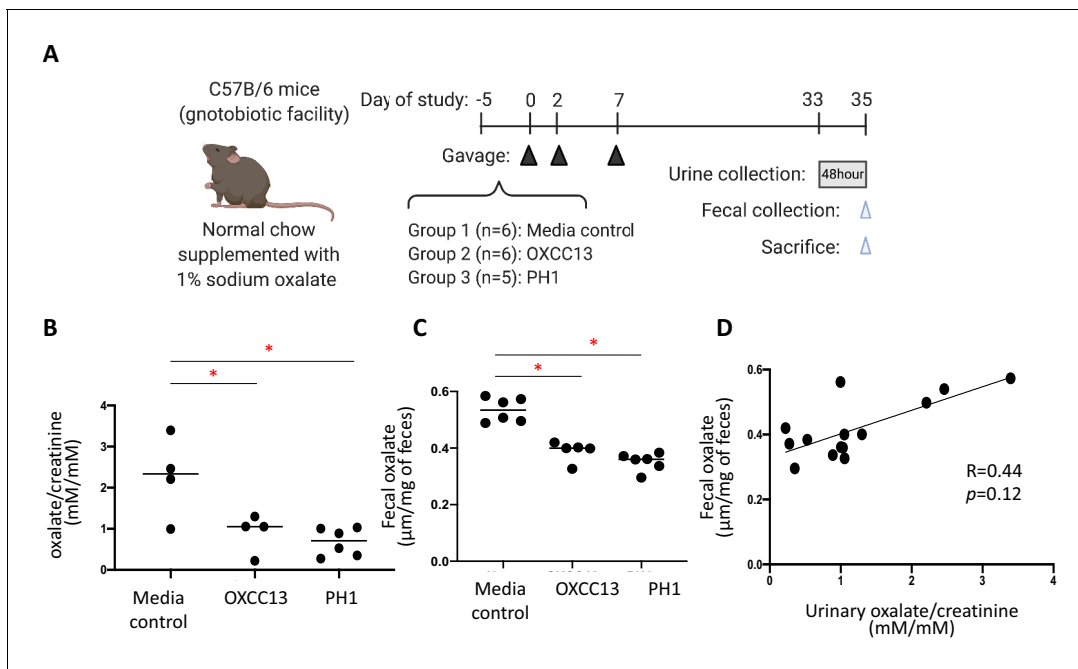 A
C57B/6 mice
(gnotobiotic facility)
Normal chow
supplemented with
1% sodium oxalate
Day of study: -5 0 2 7 33 35
Gavage:
Group 1 (n=6): Media control
Group 2 (n=6): OXCC13
Group 3 (n=5): PH1
Urine collection: 48hour
Fecal collection:
Sacrifice:
B
*
*
oxalate/creatinine
(mM/mM)
4
3
2
1
0
Media
control
OXCC13
PH1
C
*
*
Fecal oxalate
(μm/mg of feces)
0.6
0.4
0.2
0.0
Media
control
OXCC13
PH1
D
Fecal oxalate
(μm/mg of feces)
0.6
0.4
0.2
0.0
R=0.44
p=0.12
0 1 2 3 4
Urinary oxalate/creatinine
(mM/mM)